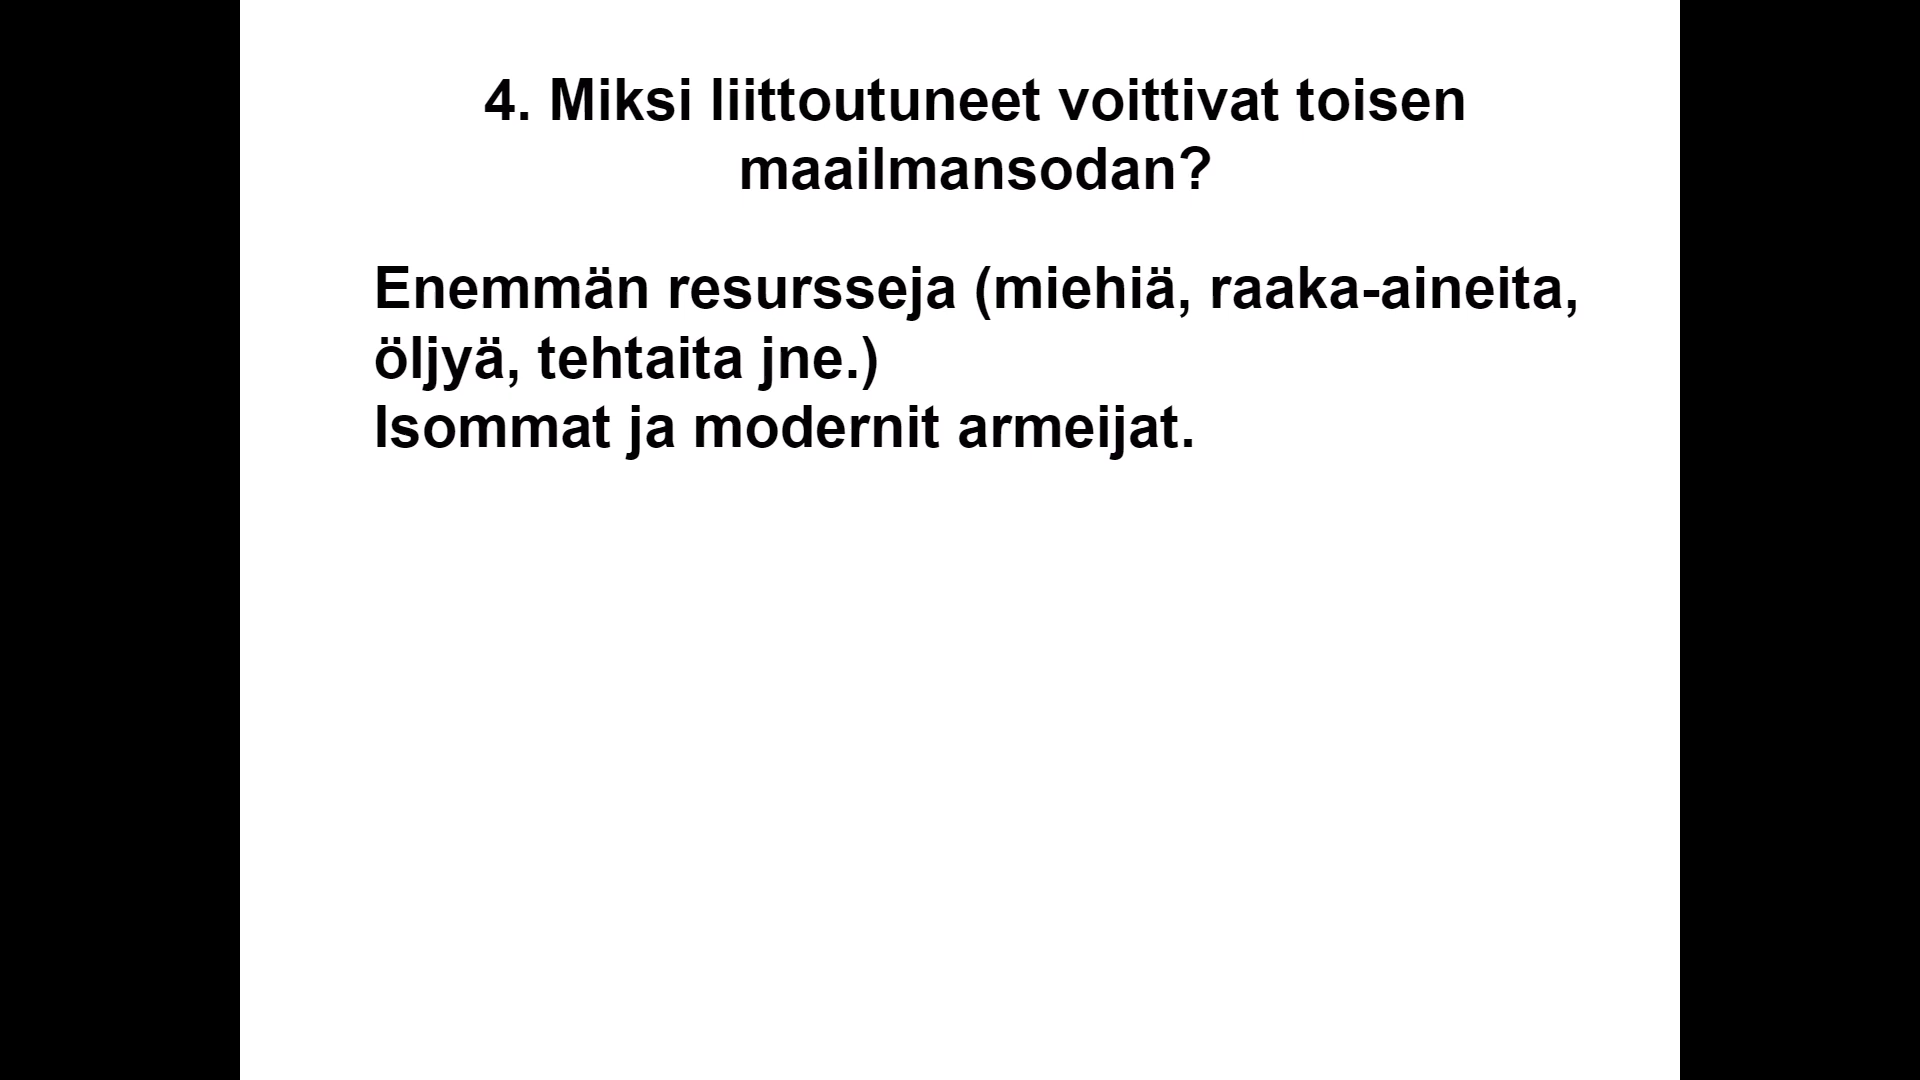 4. Miksi liittoutuneet voittivat toisen
maailmansodan?
Enemmän resursseja (miehiä, raaka-aineita,
öljyä, tehtaita jne.)
Isommat ja modernit armeijat.